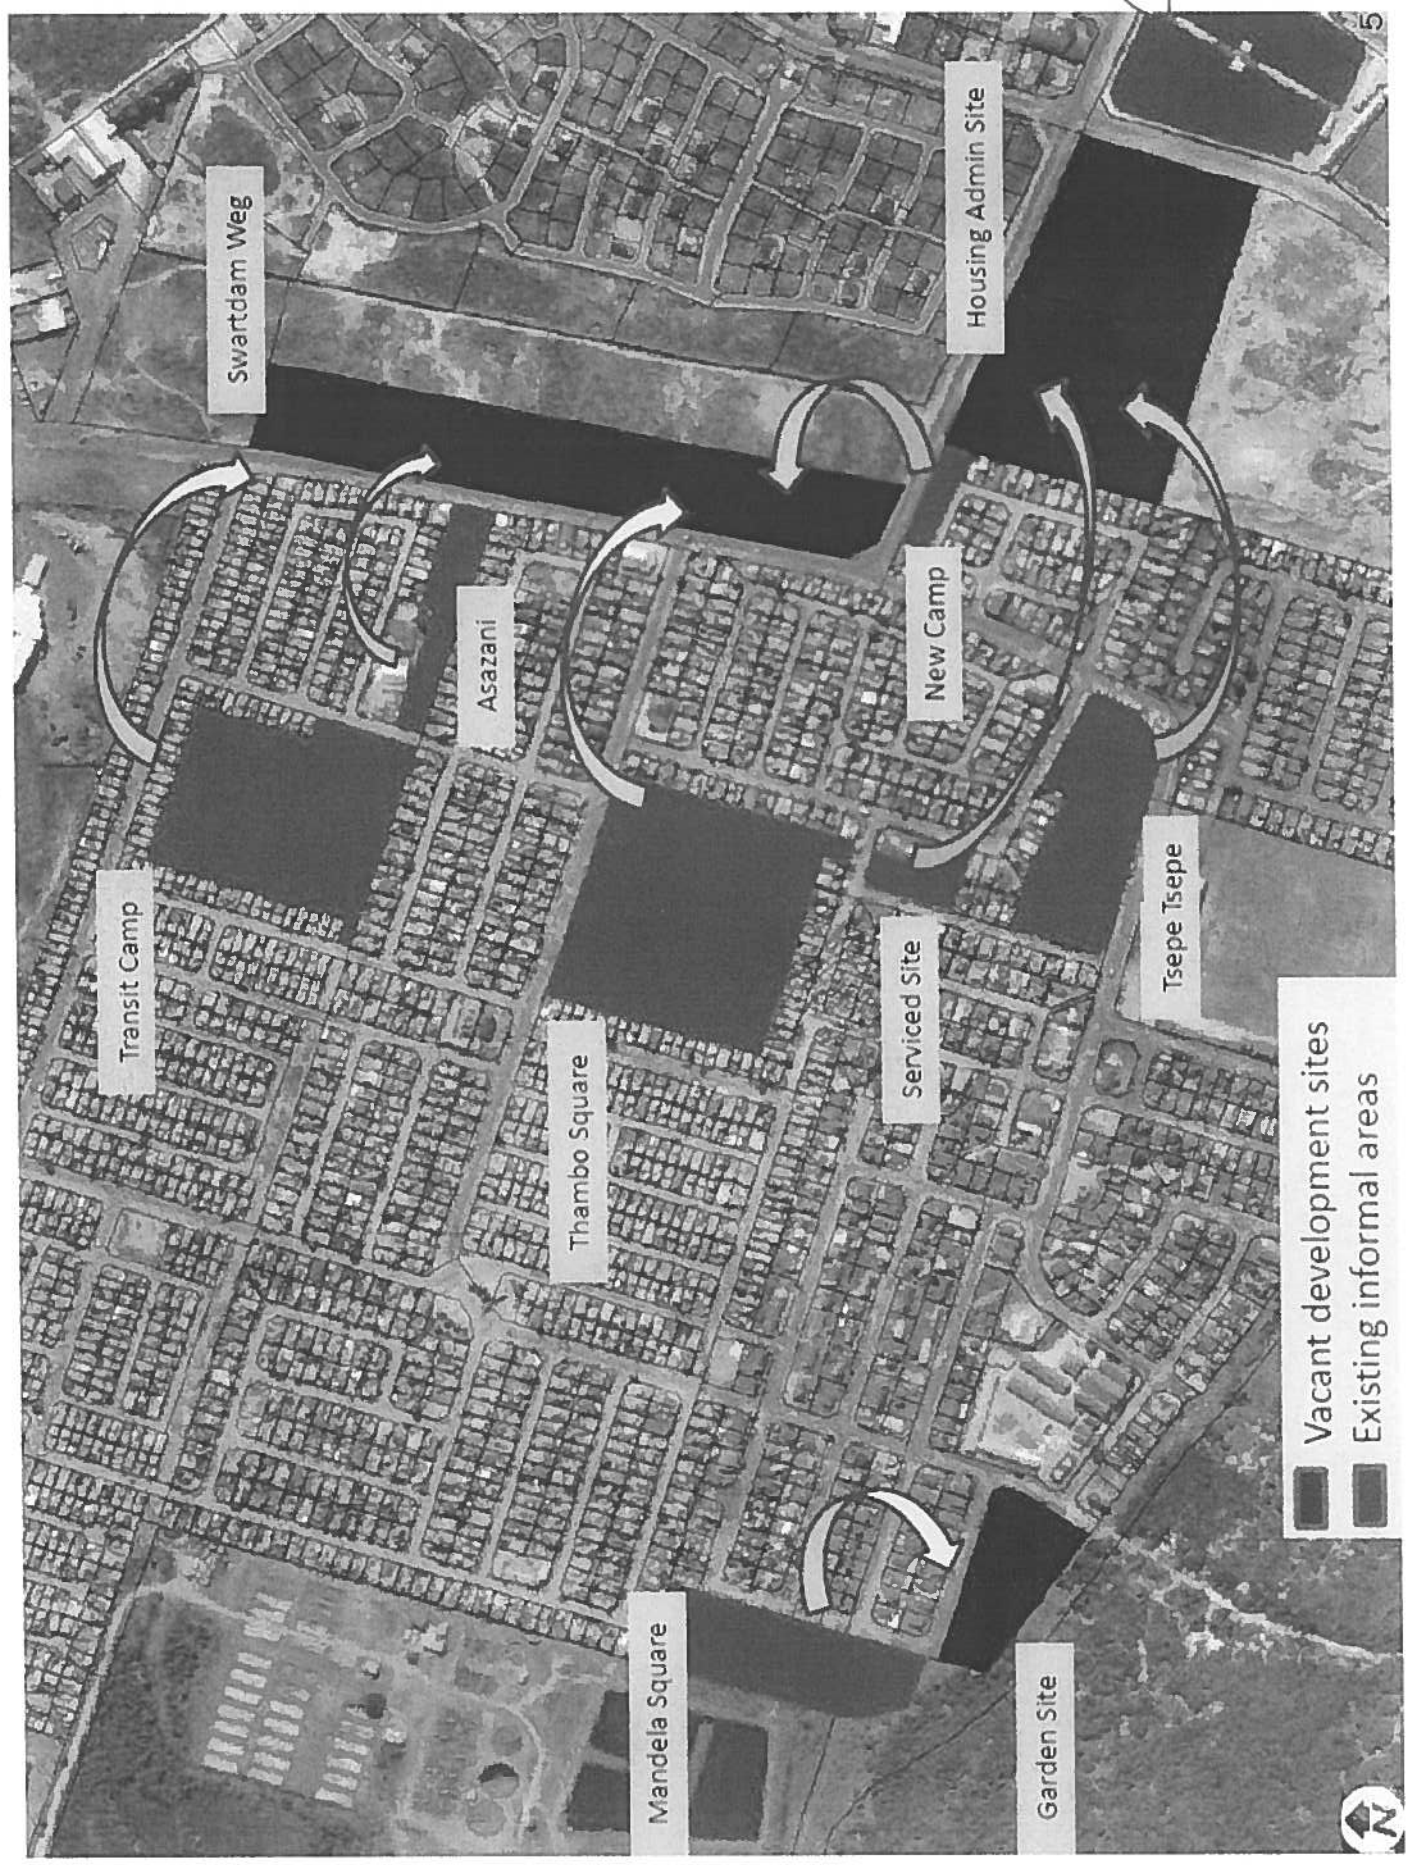 Swartdam Weg
Housing Admin Site
Asazani
New Camp
Transit Camp
Thambo Square
Serviced Site
Tsepe Tsepe
Mandela Square
Garden Site
Vacant development sites
Existing informal areas
N
5